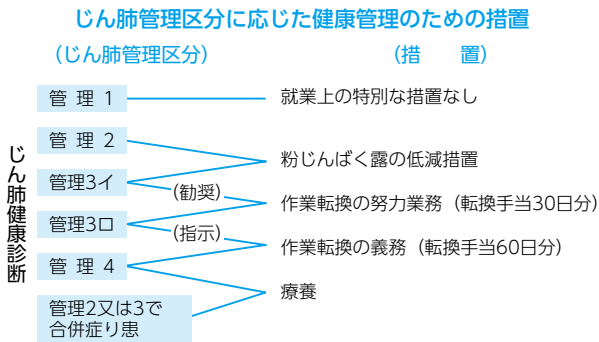 じん肺管理区分に応じた健康管理のための措置
（じん肺管理区分）
（措　　置）
じん肺健康診断
管 理 1
就業上の特別な措置なし
管 理 2
粉じんばく露の低減措置
管理3イ
(勧奨)
作業転換の努力業務（転換手当30日分）
管理3ロ
(指示)
作業転換の義務（転換手当60日分）
管 理 4
療養
管理2又は3で
合併症り患